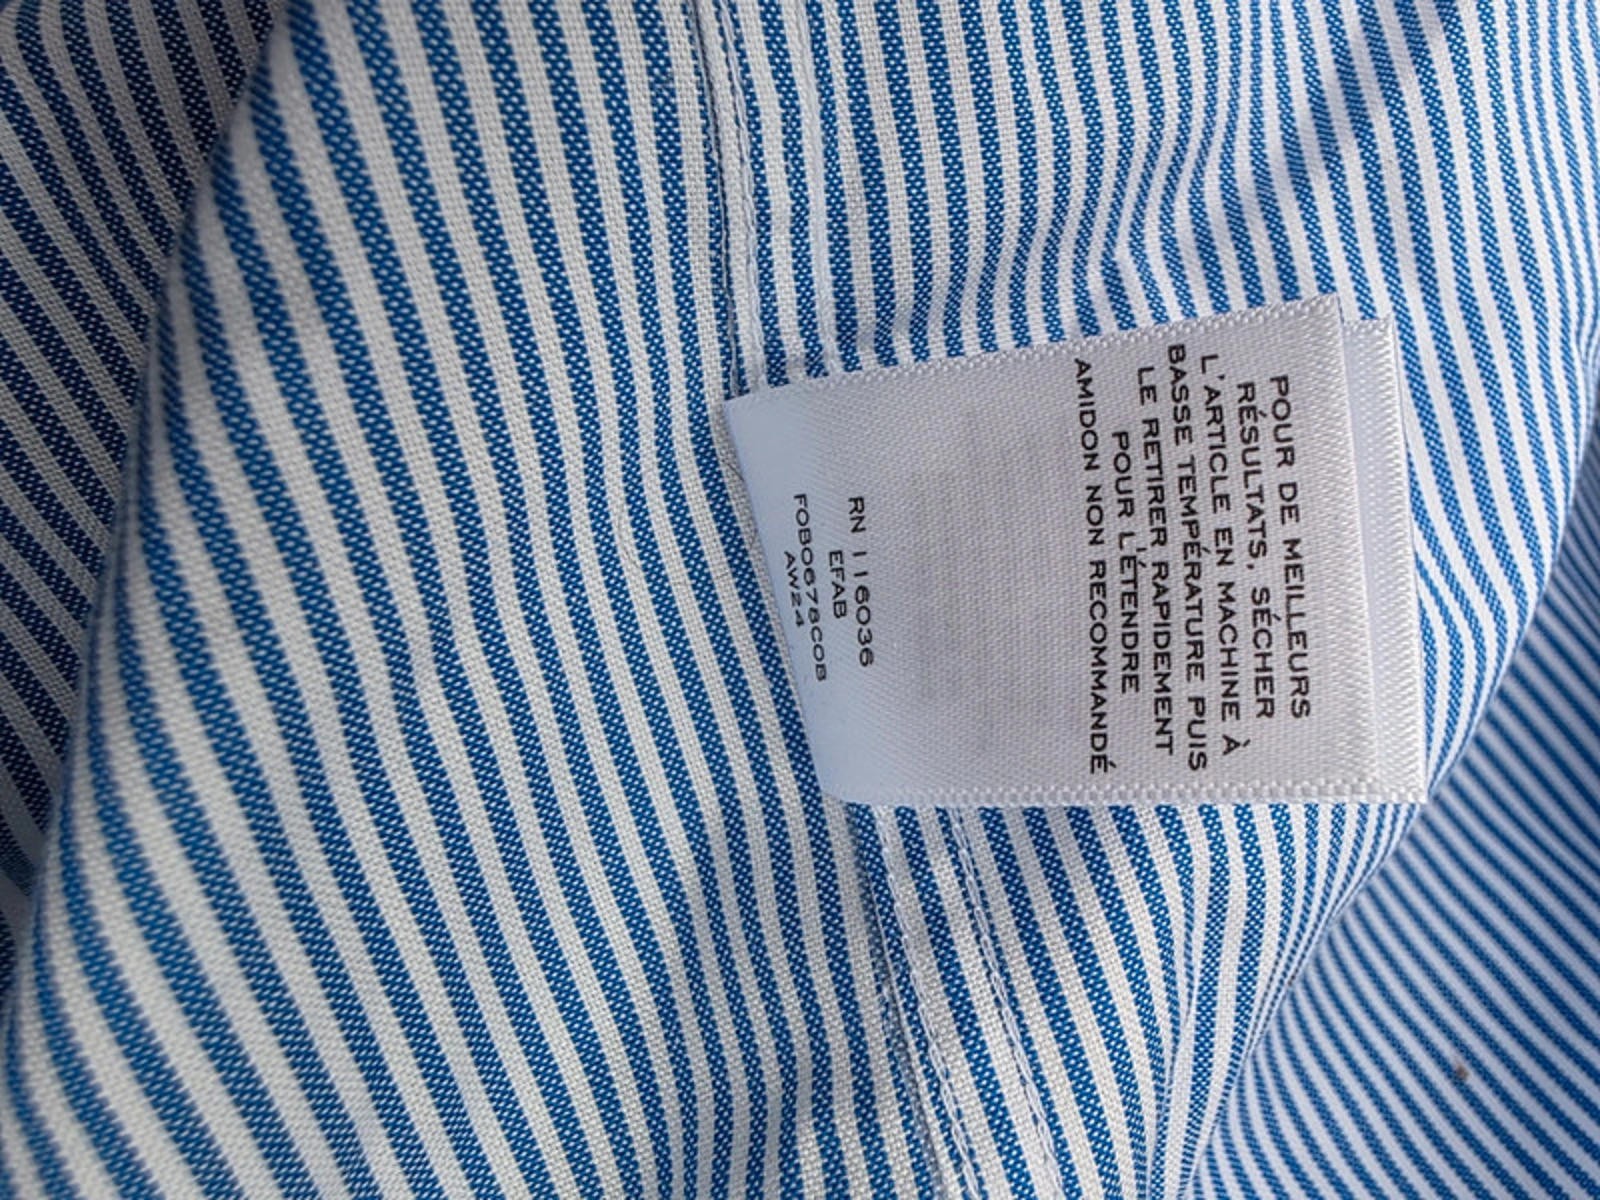 POUR DE MEILLEURS
RÉSULTATS, SÉCHER
L'ARTICLE EN MACHINE À
BASSE TEMPÉRATURE PUIS
LE RETIRER RAPIDEMENT
POUR L'ÉTENDRE
AMIDON NON RECOMMANDÉ
RN 116036
EFAB
F0B0678C0B
AW24